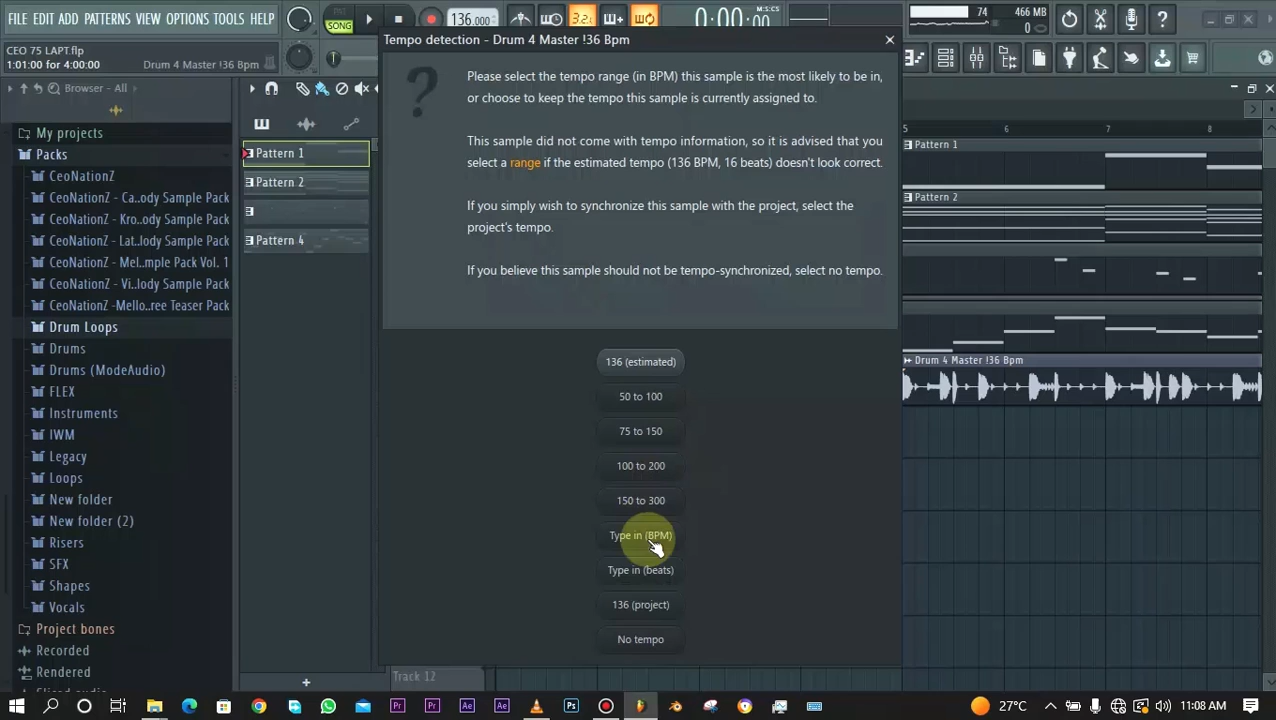 FILE EDIT ADD PATTERNS VIEW OPTIONS TOOLS HELP
PAT
SONG
136.000
3.2
0:00:00
M:S:CS
74
466 MB
0
CEO 75 LAPT.flp
1:01:00 for 4:00:00
Drum 4 Master !36 Bpm
Browser - All
My projects
Packs
CeoNationZ
CeoNationZ - Ca..ody Sample Pack
CeoNationZ - Kro..ody Sample Pack
CeoNationZ - Lat..ody Sample Pack
CeoNationZ - Mel...mple Pack Vol. 1
CeoNationZ - Vi..lody Sample Pack
CeoNationZ -Mello..ree Teaser Pack
Drum Loops
Drums
Drums (ModeAudio)
FLEX
Instruments
IWM
Legacy
Loops
New folder
New folder (2)
Risers
SFX
Shapes
Vocals
Project bones
Recorded
Rendered
Sliced audio
Pattern 1
Pattern 2
Pattern 4
+
Tempo detection - Drum 4 Master !36 Bpm
Please select the tempo range (in BPM) this sample is the most likely to be in,
or choose to keep the tempo this sample is currently assigned to.
This sample did not come with tempo information, so it is advised that you
select a range if the estimated tempo (136 BPM, 16 beats) doesn't look correct.
If you simply wish to synchronize this sample with the project, select the
project's tempo.
If you believe this sample should not be tempo-synchronized, select no tempo.
136 (estimated)
50 to 100
75 to 150
100 to 200
150 to 300
Type in (BPM)
Type in (beats)
136 (project)
No tempo
Track 12
5 6 7 8
Pattern 1
Pattern 2
Drum 4 Master !36 Bpm
Pr Pr Ae Ae Ps
27°C
11:08 AM